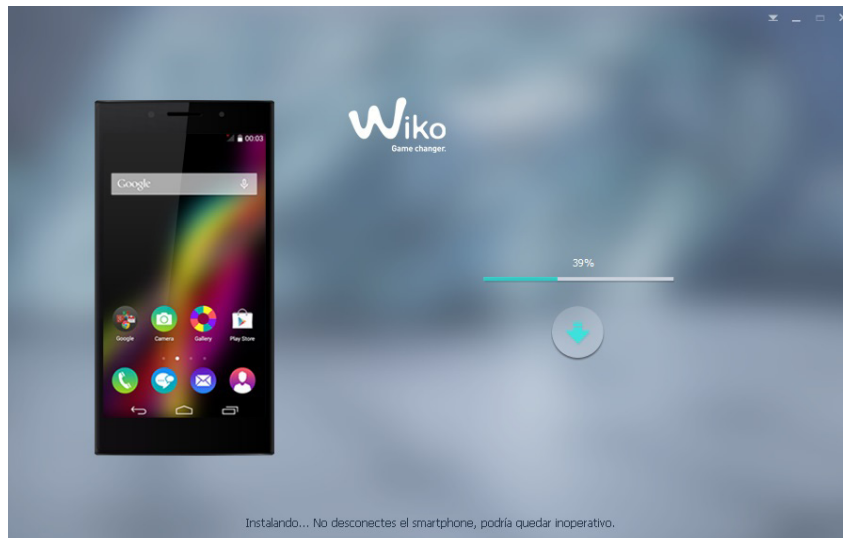 Wiko
Game changer.
00:03
Google
39%
Google
Camera
Gallery
Play Store
Instalando... No desconectes el smartphone, podría quedar inoperativo.